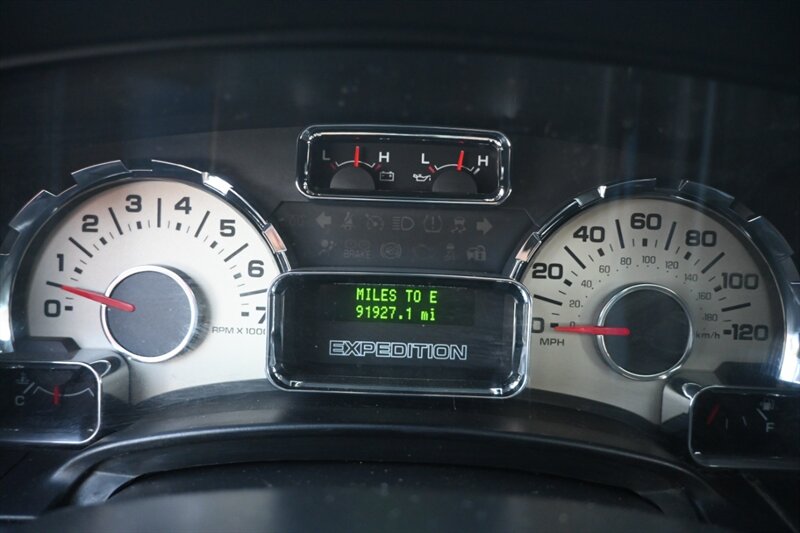 L H L H
0 1 2 3 4 5 6 7
RPM X 1000
BRAKE
MILES TO E
91927.1 mi
EXPEDITION
0 20 40 60 80 100 120
0 20 40 60 80 100 120 140 180
MPH
km/h
C
F